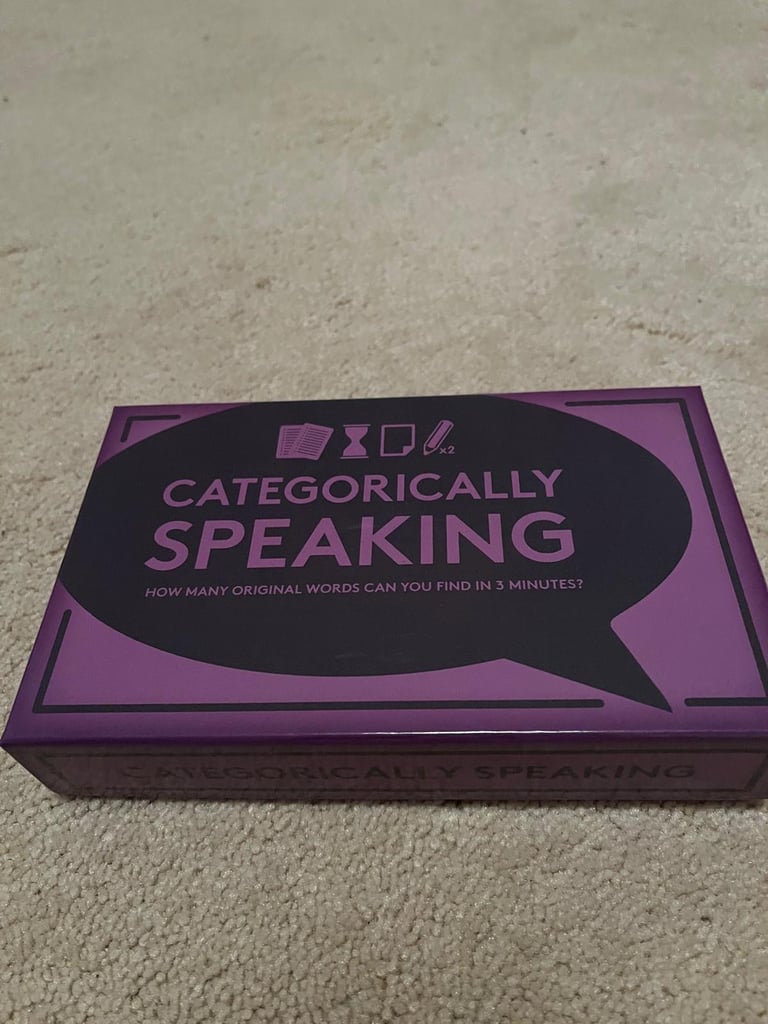 x2
CATEGORICALLY
SPEAKING
HOW MANY ORIGINAL WORDS CAN YOU FIND IN 3 MINUTES?
CATEGORICALLY SPEAKING